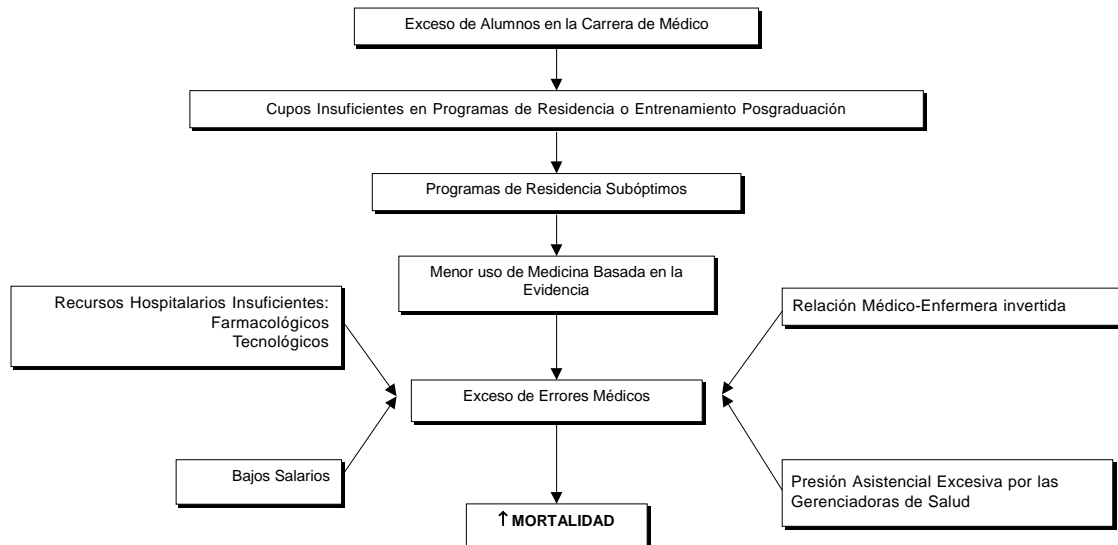 Exceso de Alumnos en la Carrera de Médico
Cupos Insuficientes en Programas de Residencia o Entrenamiento Posgraduación
Programas de Residencia Subóptimos
Menor uso de Medicina Basada en la
Evidencia
Recursos Hospitalarios Insuficientes:
Farmacológicos
Tecnológicos
Relación Médico-Enfermera invertida
Exceso de Errores Médicos
Bajos Salarios
Presión Asistencial Excesiva por las
Gerenciadoras de Salud
↑ MORTALIDAD